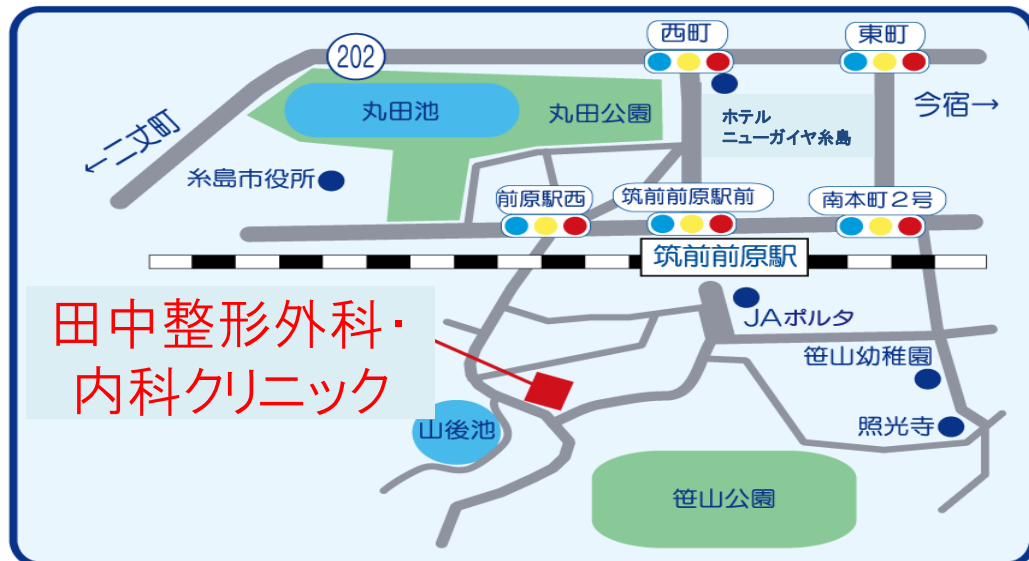 西町
東町
202
丸田池
丸田公園
ホテル
ニューガイヤ糸島
今宿→
←二丈町
糸島市役所
前原駅西
筑前前原駅前
南本町2号
筑前前原駅
田中整形外科・
内科クリニック
JAポルタ
笹山幼稚園
照光寺
山後池
笹山公園